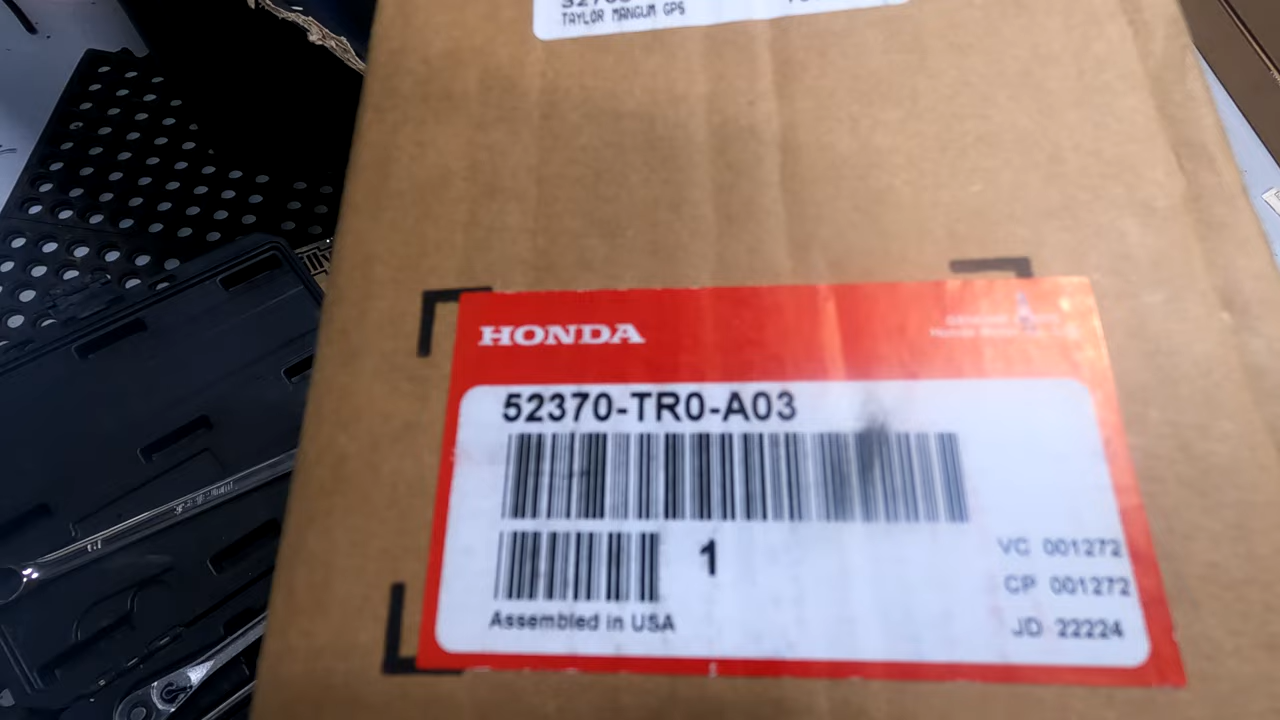 TAYLOR MANGUM GPS
HONDA
52370-TR0-A03
1
VC 001272
CP 001272
Assembled in USA
JD 22224